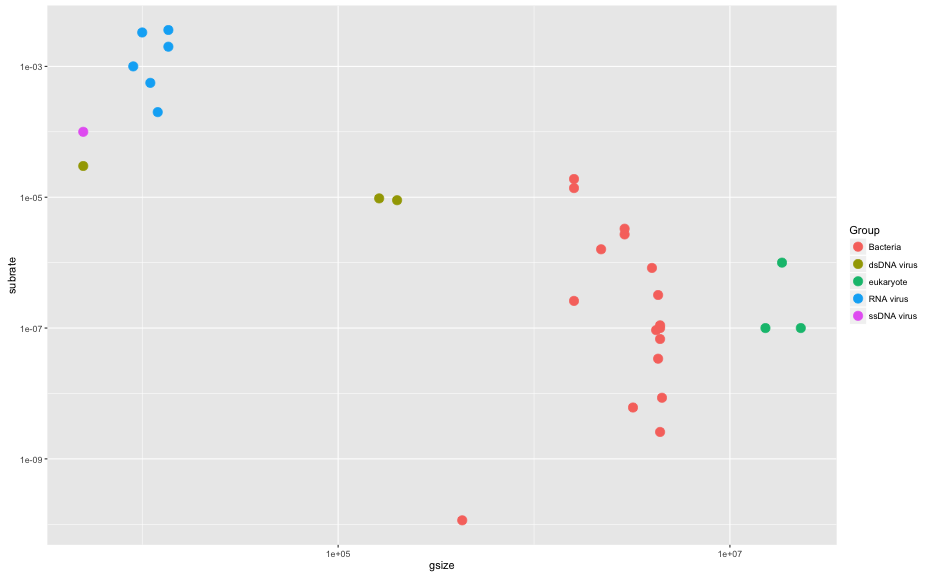 1e-03
1e-05
1e-07
1e-09
subrate
1e+05
1e+07
gsize
Group
Bacteria
dsDNA virus
eukaryote
RNA virus
ssDNA virus